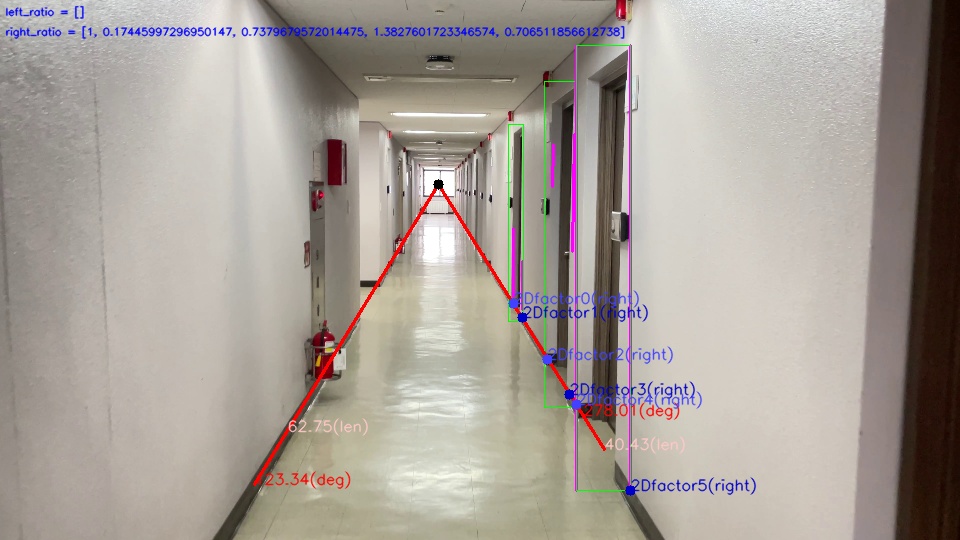 left_ratio = []
right_ratio = [1, 0.17445997296950147, 0.7379679572014475, 1.3827601723346574, 0.706511856612738]
2Dfactor0(right)
2Dfactor1(right)
2Dfactor2(right)
2Dfactor3(right)
2Dfactor4(right)
278.01(deg)
62.75(len)
40.43(len)
23.34(deg)
2Dfactor5(right)